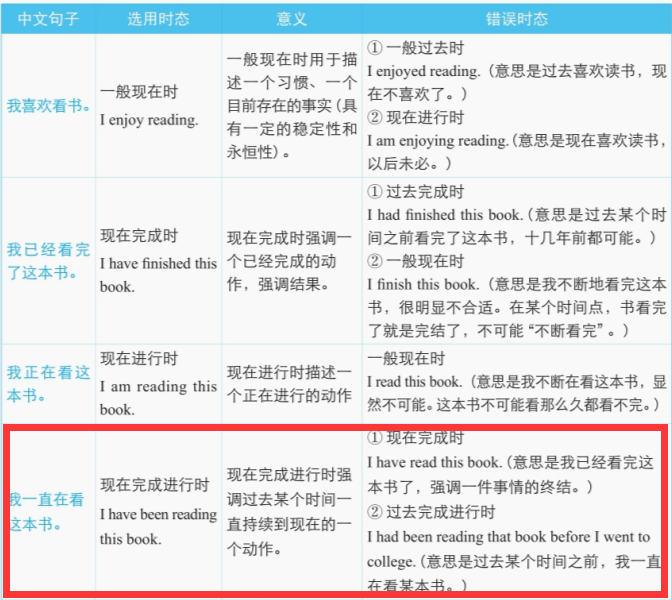 中文句子
选用时态
意义
错误时态
我喜欢看书。
一般现在时
I enjoy reading.
一般现在时用于描
述一个习惯、一个
目前存在的事实(具
有一定的稳定性和
永恒性)。
① 一般过去时
I enjoyed reading.（意思是过去喜欢读书，现
在不喜欢了。）
② 现在进行时
I am enjoying reading.(意思是现在喜欢读书，
以后未必。）
我已经看完
了这本书。
现在完成时
I have finished this
book.
现在完成时强调一
个已经完成的动
作，强调结果。
① 过去完成时
I had finished this book.(意思是过去某个时
间之前看完了这本书，十几年前都可能。）
② 一般现在时
I finish this book.（意思是我不断地看完这本
书，很明显不合适。在某个时间点，书看完
了就是完结了，不可能“不断看完”。）
我正在看这
本书。
现在进行时
I am reading this
book.
现在进行时描述一
个正在进行的动作
一般现在时
I read this book.（意思是我不断在看这本书，显
然不可能。这本书不可能看那么久都看不完。）
我一直在看
这本书。
现在完成进行时
I have been reading
this book.
现在完成进行时强
调过去某个时间一
直持续到现在的一
个动作。
① 现在完成时
I have read this book.(意思是我已经看完这
本书了，强调一件事情的终结。）
② 过去完成进行时
I had been reading that book before I went to
college.(意思是过去某个时间之前，我一直
在看某本书。）